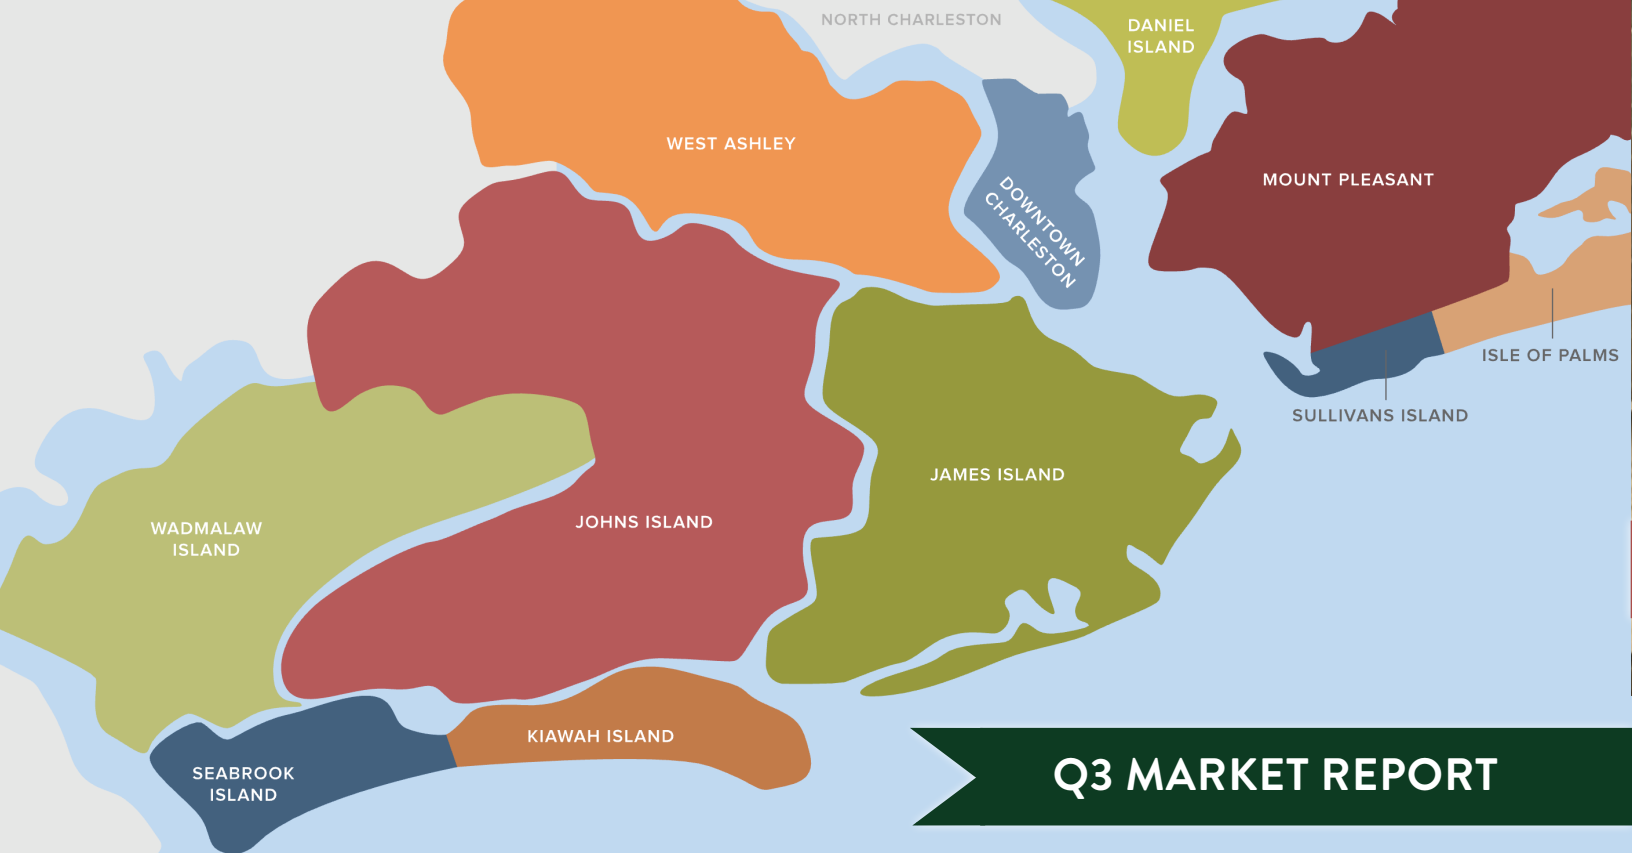 NORTH CHARLESTON
DANIEL
ISLAND
WEST ASHLEY
MOUNT PLEASANT
DOWNTOWN
CHARLESTON
ISLE OF PALMS
SULLIVANS ISLAND
JAMES ISLAND
JOHNS ISLAND
WADMALAW
ISLAND
KIAWAH ISLAND
SEABROOK
ISLAND
Q3 MARKET REPORT